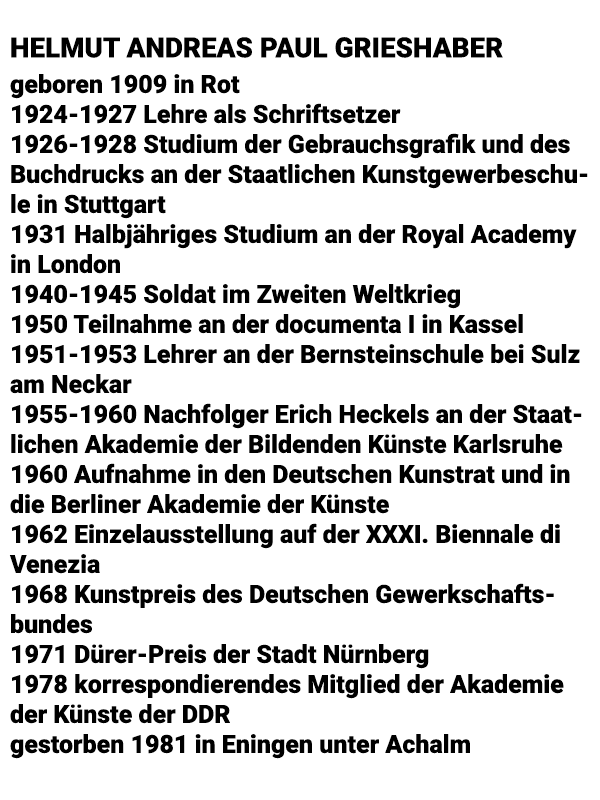 HELMUT ANDREAS PAUL GRIESHABER
geboren 1909 in Rot
1924-1927 Lehre als Schriftsetzer
1926-1928 Studium der Gebrauchsgrafik und des
Buchdrucks an der Staatlichen Kunstgewerbeschu-
le in Stuttgart
1931 Halbjähriges Studium an der Royal Academy
in London
1940-1945 Soldat im Zweiten Weltkrieg
1950 Teilnahme an der documenta I in Kassel
1951-1953 Lehrer an der Bernsteinschule bei Sulz
am Neckar
1955-1960 Nachfolger Erich Heckels an der Staat-
lichen Akademie der Bildenden Künste Karlsruhe
1960 Aufnahme in den Deutschen Kunstrat und in
die Berliner Akademie der Künste
1962 Einzelausstellung auf der XXXI. Biennale di
Venezia
1968 Kunstpreis des Deutschen Gewerkschafts-
bundes
1971 Dürer-Preis der Stadt Nürnberg
1978 korrespondierendes Mitglied der Akademie
der Künste der DDR
gestorben 1981 in Eningen unter Achalm